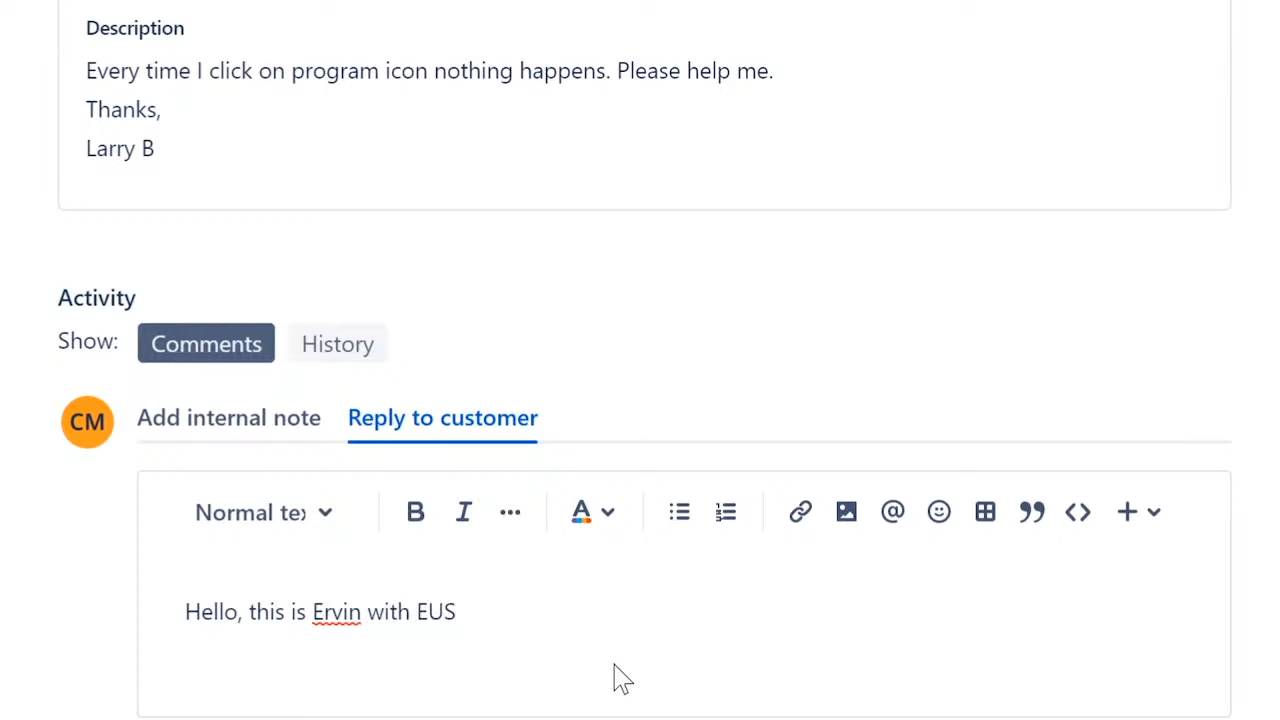 Description
Every time I click on program icon nothing happens. Please help me.
Thanks,
Larry B
Activity
Show: Comments History
CM Add internal note Reply to customer
Normal te
Hello, this is Ervin with EUS